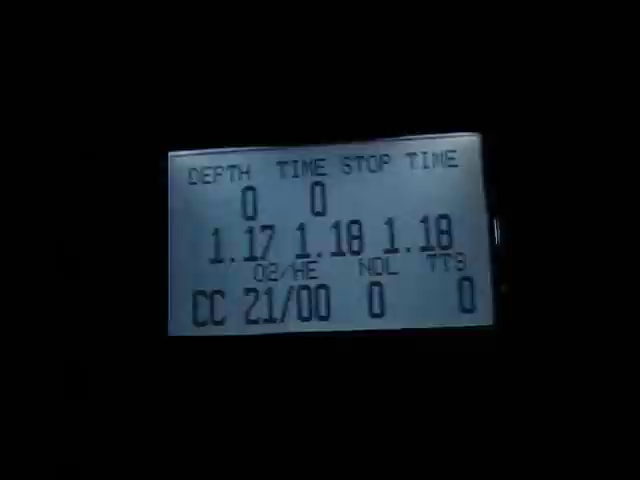 DEPTH TIME STOP TIME
0 0
1.17 1.18 1.18
O2/HE NDL TTS
CC 21/00 0 0